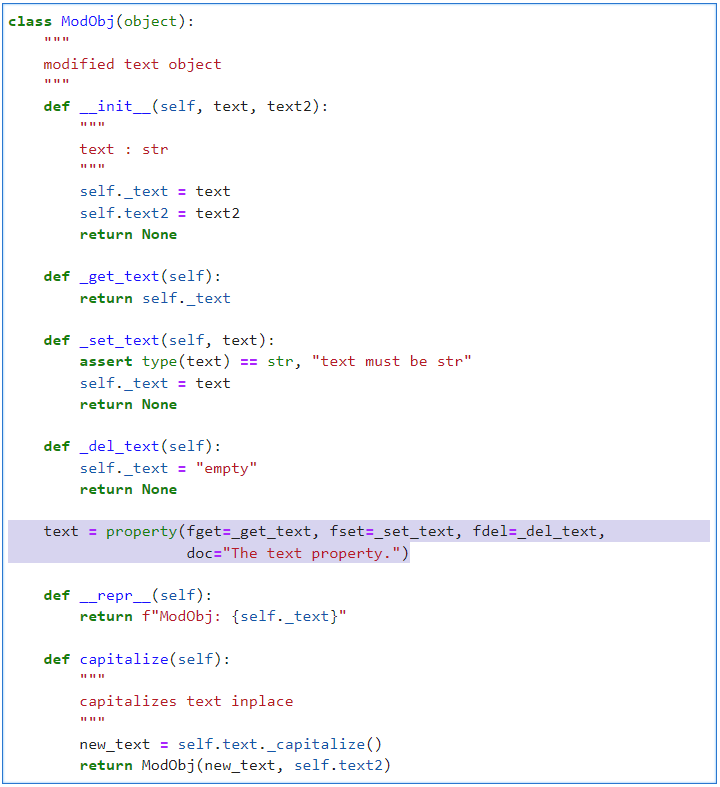 class ModObj(object):
    """
    modified text object
    """
    def __init__(self, text, text2):
        """
        text : str
        """
        self._text = text
        self.text2 = text2
        return None

    def _get_text(self):
        return self._text

    def _set_text(self, text):
        assert type(text) == str, "text must be str"
        self._text = text
        return None

    def _del_text(self):
        self._text = "empty"
        return None

    text = property(fget=_get_text, fset=_set_text, fdel=_del_text,
                    doc="The text property.")

    def __repr__(self):
        return f"ModObj: {self._text}"

    def capitalize(self):
        """
        capitalizes text inplace
        """
        new_text = self.text._capitalize()
        return ModObj(new_text, self.text2)